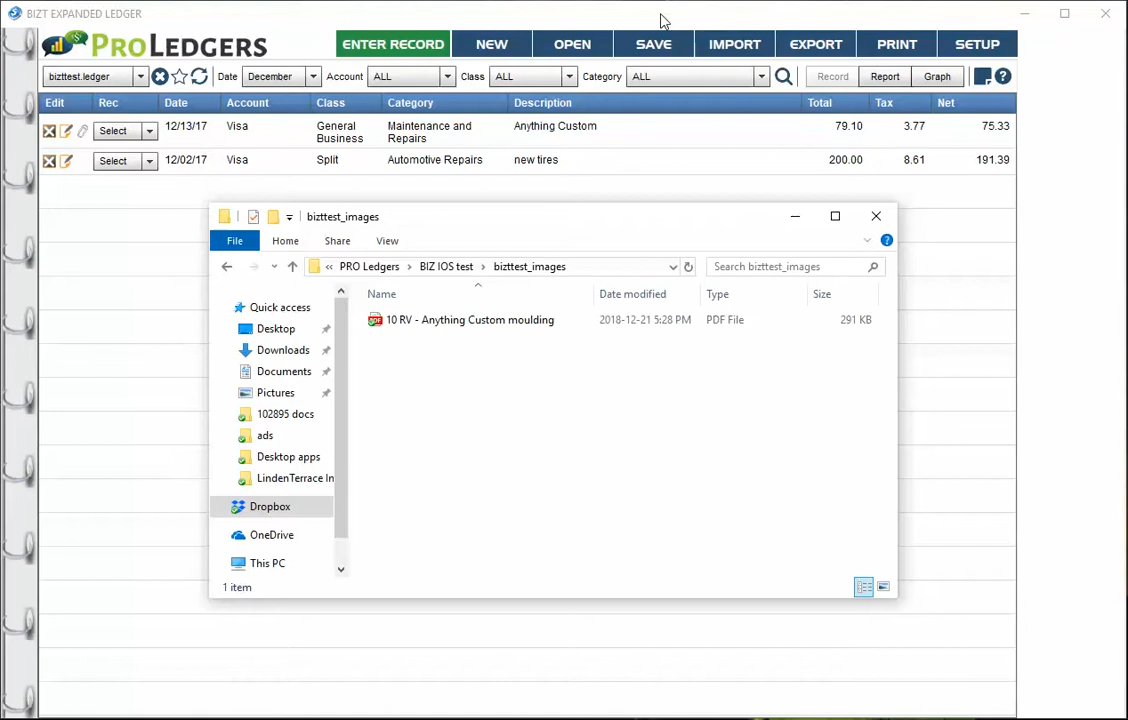 BIZT EXPANDED LEDGER
PROLEDGERS
ENTER RECORD NEW OPEN SAVE IMPORT EXPORT PRINT SETUP
bizttest.ledger Date December Account ALL Class ALL Category ALL Record Report Graph ?
Edit Rec Date Account Class Category Description Total Tax Net
Select 12/13/17 Visa General Maintenance and Anything Custom 79.10 3.77 75.33
Business Repairs
Select 12/02/17 Visa Split Automotive Repairs new tires 200.00 8.61 191.39
bizttest_images
File Home Share View
« PRO Ledgers > BIZ IOS test > bizttest_images Search bizttest_images
Name Date modified Type Size
Quick access
10 RV - Anything Custom moulding 2018-12-21 5:28 PM PDF File 291 KB
Desktop
Downloads
Documents
Pictures
102895 docs
ads
Desktop apps
LindenTerrace In
Dropbox
OneDrive
This PC
1 item